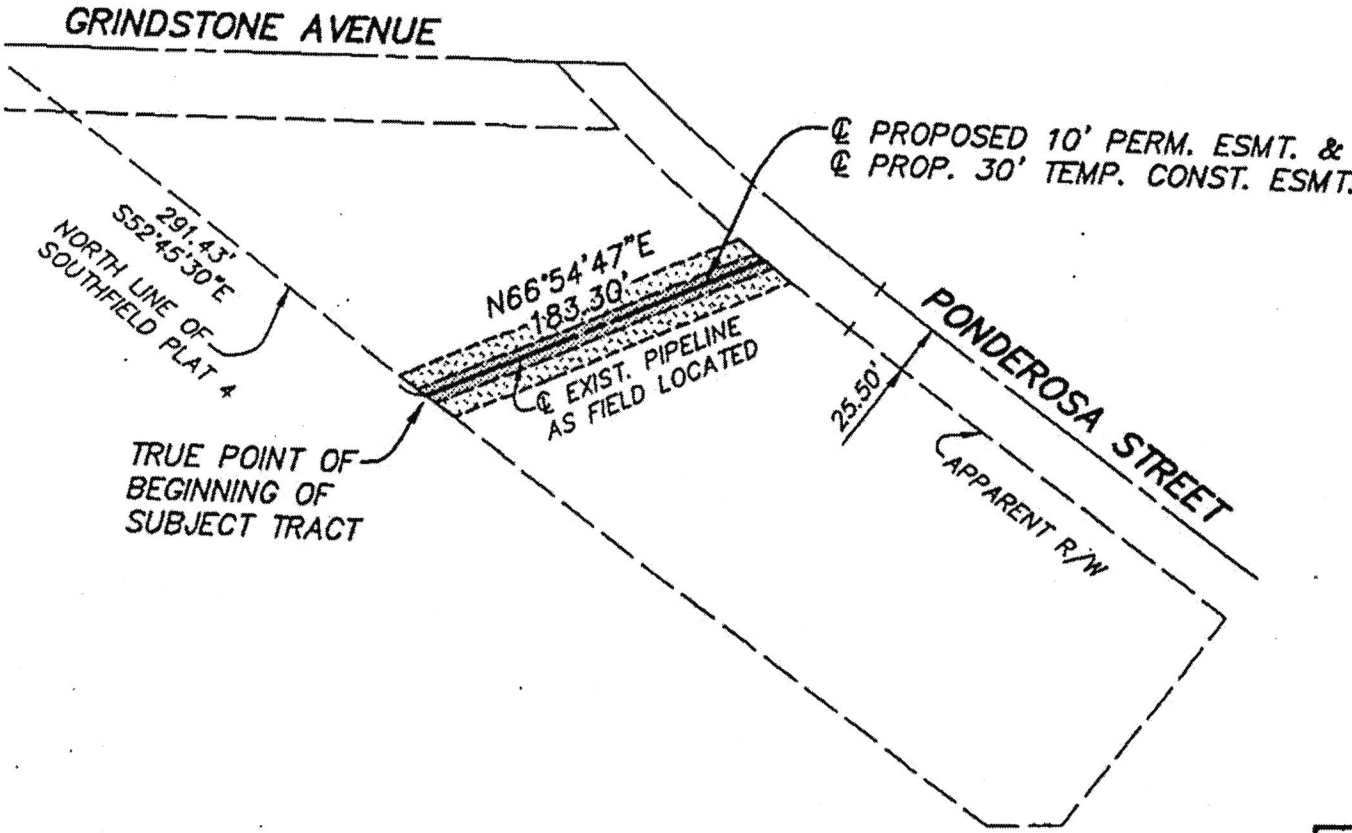 GRINDSTONE AVENUE
℄ PROPOSED 10' PERM. ESMT. &
℄ PROP. 30' TEMP. CONST. ESMT.
291.43'
S52°45'30"E
NORTH LINE OF
SOUTHFIELD PLAT 4
N66°54'47"E
183.30'
℄ EXIST. PIPELINE
AS FIELD LOCATED
PONDEROSA STREET
25.50'
APPARENT R/W
TRUE POINT OF
BEGINNING OF
SUBJECT TRACT